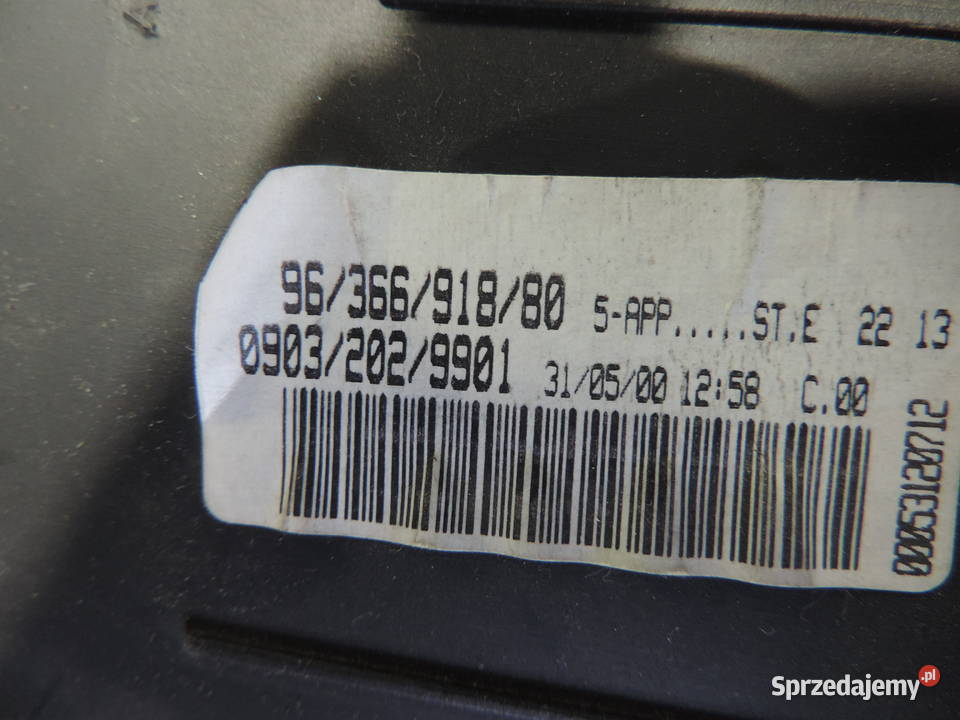 96/366/918/80 5-APP.....ST.E 22 13
0903/202/9901 31/05/00 12:58 C.00
000053120712
Sprzedajemy.pl